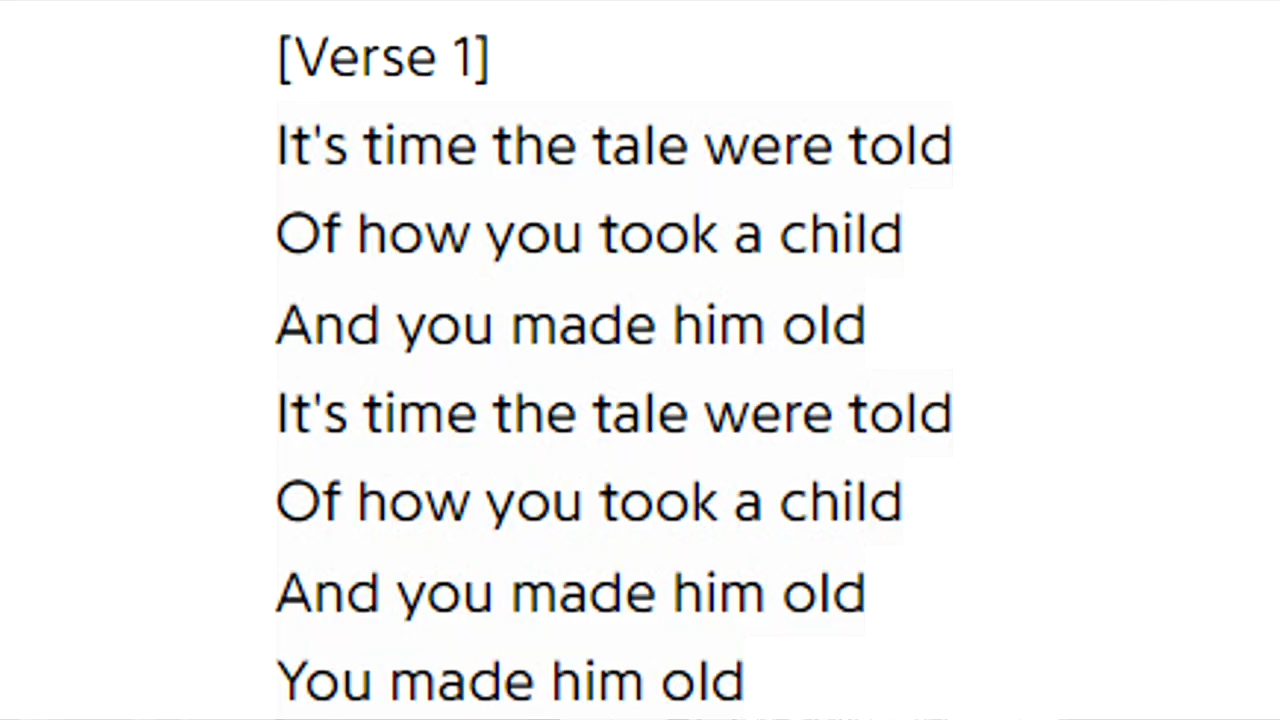 [Verse 1]
It's time the tale were told
Of how you took a child
And you made him old
It's time the tale were told
Of how you took a child
And you made him old
You made him old